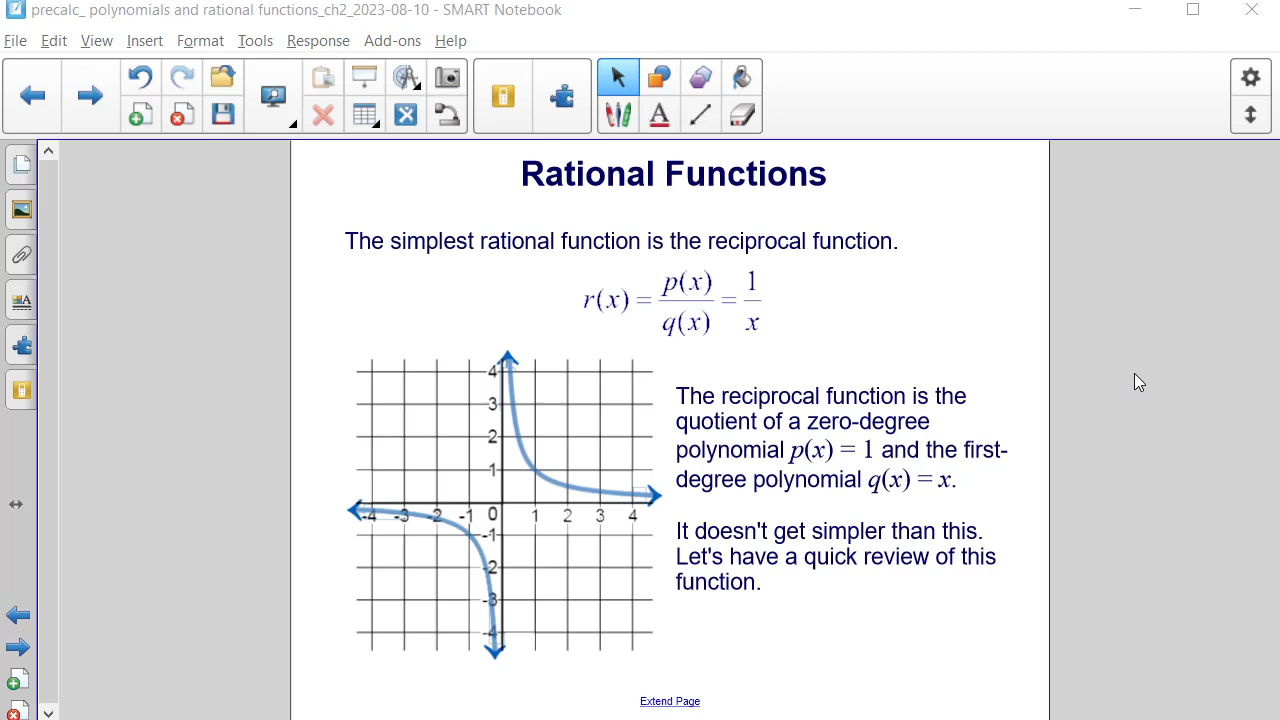 precalc_ polynomials and rational functions_ch2_2023-08-10 - SMART Notebook
File Edit View Insert Format Tools Response Add-ons Help
Rational Functions
The simplest rational function is the reciprocal function.
r(x) = p(x)/q(x) = 1/x
4
3
2
1
-4 -3 -2 -1 0 1 2 3 4
-1
-2
-3
-4
The reciprocal function is the
quotient of a zero-degree
polynomial p(x) = 1 and the first-
degree polynomial q(x) = x.
It doesn't get simpler than this.
Let's have a quick review of this
function.
Extend Page